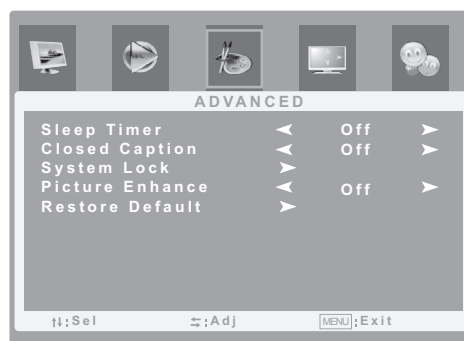 ADVANCED
Sleep Timer Off
Closed Caption Off
System Lock
Picture Enhance Off
Restore Default
:Sel :Adj MENU:Exit